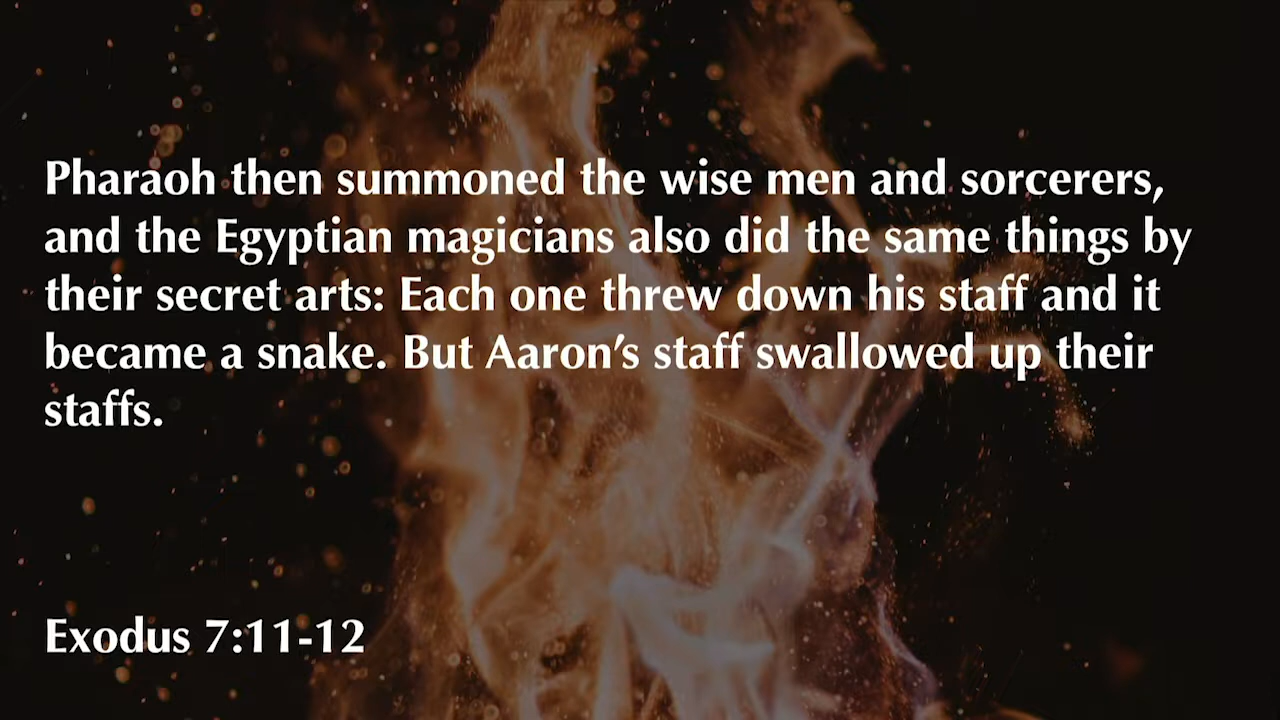 Pharaoh then summoned the wise men and sorcerers,
and the Egyptian magicians also did the same things by
their secret arts: Each one threw down his staff and it
became a snake. But Aaron’s staff swallowed up their
staffs.
Exodus 7:11-12